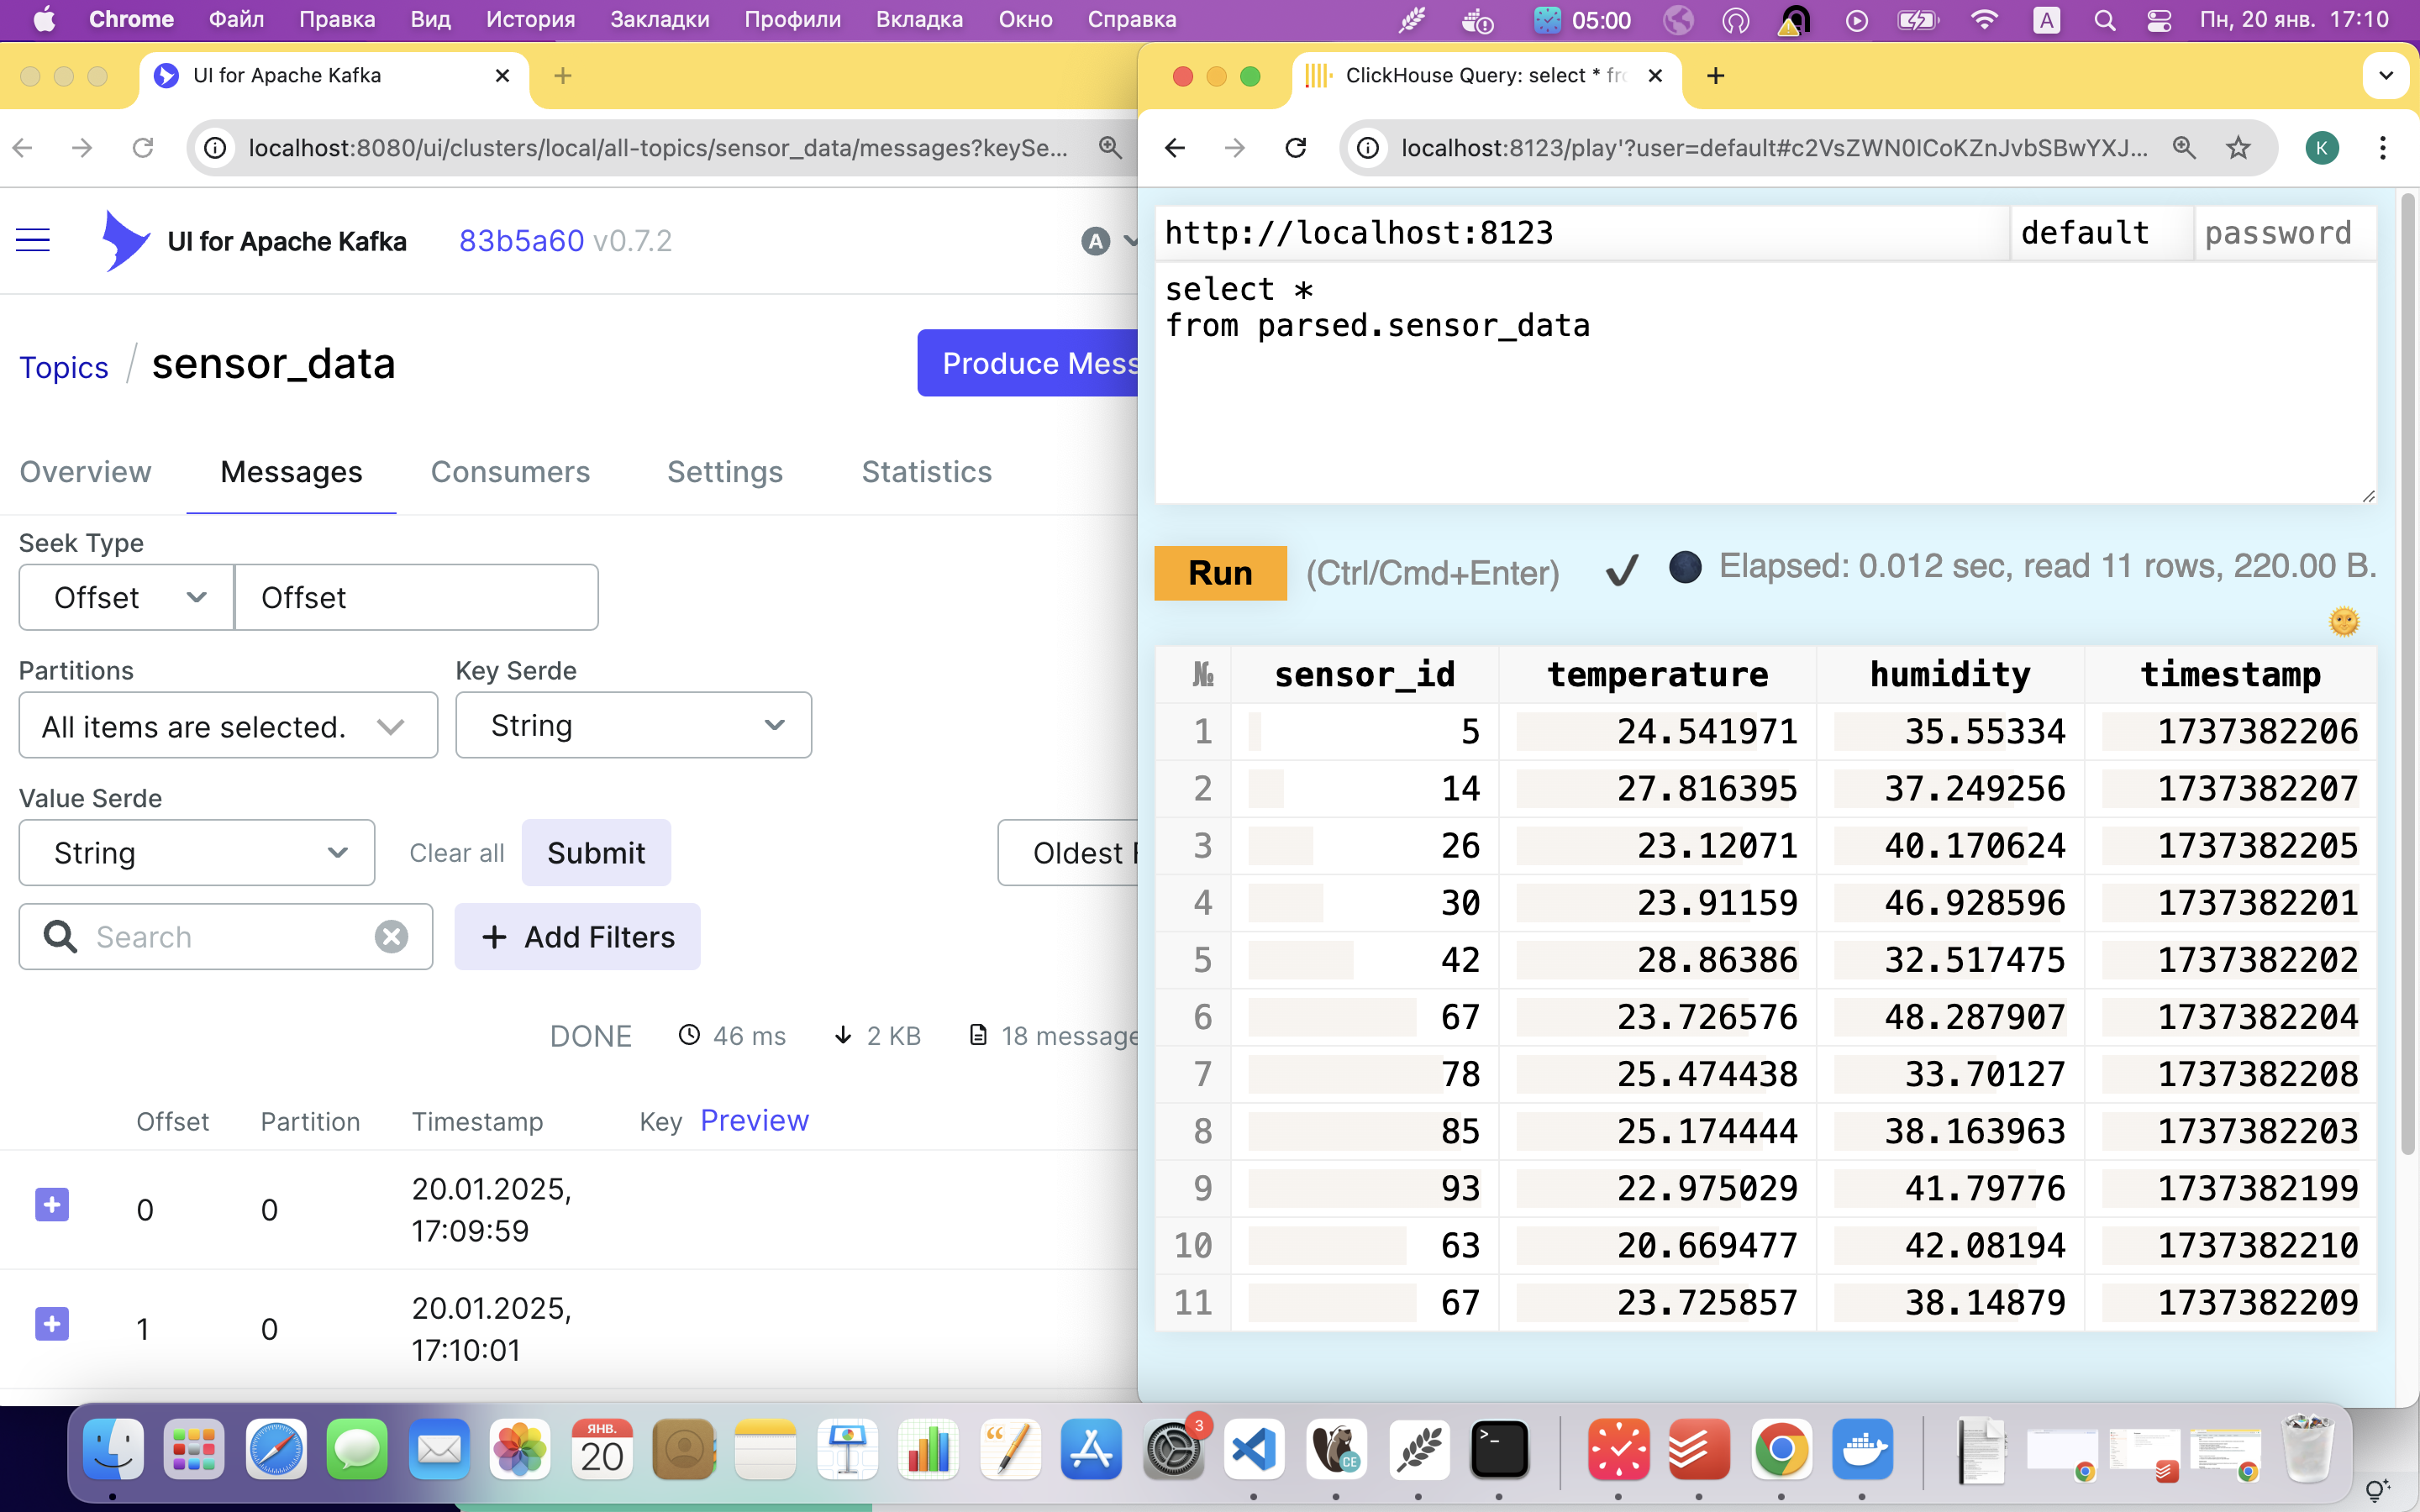 Chrome Файл Правка Вид История Закладки Профили Вкладка Окно Справка 05:00 A Пн, 20 янв. 17:10
UI for Apache Kafka
localhost:8080/ui/clusters/local/all-topics/sensor_data/messages?keySe...
UI for Apache Kafka 83b5a60 v0.7.2 A
Topics / sensor_data
Produce Mess
Overview Messages Consumers Settings Statistics
Seek Type
Offset Offset
Partitions Key Serde
All items are selected. String
Value Serde
String Clear all Submit Oldest F
Search + Add Filters
DONE 46 ms 2 KB 18 message
Offset Partition Timestamp Key Preview
0 0 20.01.2025,
17:09:59
1 0 20.01.2025,
17:10:01
ClickHouse Query: select * fro
localhost:8123/play'?user=default#c2VsZWN0ICoKZnJvbSBwYXJ... K
http://localhost:8123 default password
select *
from parsed.sensor_data
Run (Ctrl/Cmd+Enter) ✔ Elapsed: 0.012 sec, read 11 rows, 220.00 B.
№ sensor_id temperature humidity timestamp
1 5 24.541971 35.55334 1737382206
2 14 27.816395 37.249256 1737382207
3 26 23.12071 40.170624 1737382205
4 30 23.91159 46.928596 1737382201
5 42 28.86386 32.517475 1737382202
6 67 23.726576 48.287907 1737382204
7 78 25.474438 33.70127 1737382208
8 85 25.174444 38.163963 1737382203
9 93 22.975029 41.79776 1737382199
10 63 20.669477 42.08194 1737382210
11 67 23.725857 38.14879 1737382209
ЯНВ.
20
3
CE